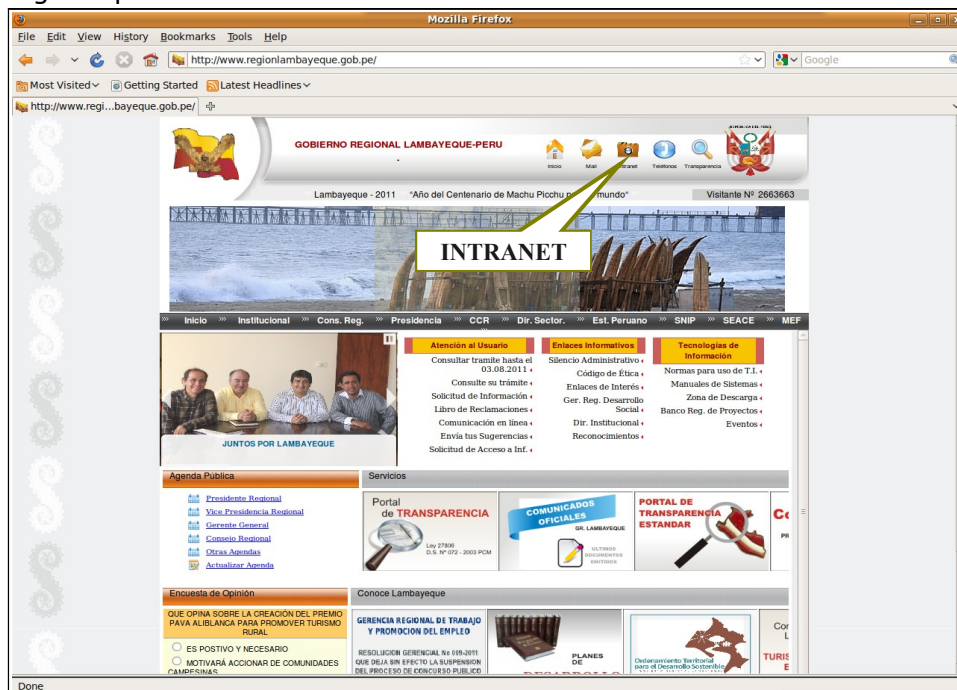 Mozilla Firefox
File Edit View History Bookmarks Tools Help
http://www.regionlambayeque.gob.pe/
Google
Most Visited Getting Started Latest Headlines
http://www.regi...bayeque.gob.pe/
GOBIERNO REGIONAL LAMBAYEQUE-PERU
Inicio Mail Teléfonos Transparencia
Lambayeque - 2011 "Año del Centenario de Machu Picchu mundo"
Visitante Nº 2663663
INTRANET
Inicio » Institucional » Cons. Reg. » Presidencia » CCR » Dir. Sector. » Est. Peruano » SNIP » SEACE » MEF
Atención al Usuario
Consultar tramite hasta el
03.08.2011
Consulte su trámite
Solicitud de Información
Libro de Reclamaciones
Comunicación en línea
Envía tus Sugerencias
Solicitud de Acceso a Inf.
Enlaces Informativos
Silencio Administrativo
Código de Ética
Enlaces de Interés
Ger. Reg. Desarrollo
Social
Dir. Institucional
Reconocimientos
Tecnologías de
Información
Normas para uso de T.I.
Manuales de Sistemas
Zona de Descarga
Banco Reg. de Proyectos
Eventos
JUNTOS POR LAMBAYEQUE
Agenda Pública
Presidente Regional
Vice Presidencia Regional
Gerente General
Consejo Regional
Otras Agendas
Actualizar Agenda
Servicios
Portal
de TRANSPARENCIA
Ley 27806
D.S. Nº 072 - 2003 PCM
COMUNICADOS
OFICIALES
GR. LAMBAYEQUE
ULTIMOS
DOCUMENTOS
EMITIDOS
PORTAL DE
TRANSPARENCIA
ESTANDAR
Encuesta de Opinión
QUE OPINA SOBRE LA CREACIÓN DEL PREMIO
PAVA ALIBLANCA PARA PROMOVER TURISMO
RURAL
ES POSTIVO Y NECESARIO
MOTIVARÁ ACCIONAR DE COMUNIDADES
CAMPESINAS
Conoce Lambayeque
GERENCIA REGIONAL DE TRABAJO
Y PROMOCION DEL EMPLEO
RESOLUCION GERENCIAL No 009-2011
QUE DEJA SIN EFECTO LA SUSPENSION
DEL PROCESO DE CONCURSO PUBLICO
PLANES
DE
DESARROLLO
Ordenamiento Territorial
para el Desarrollo Sostenible
Done